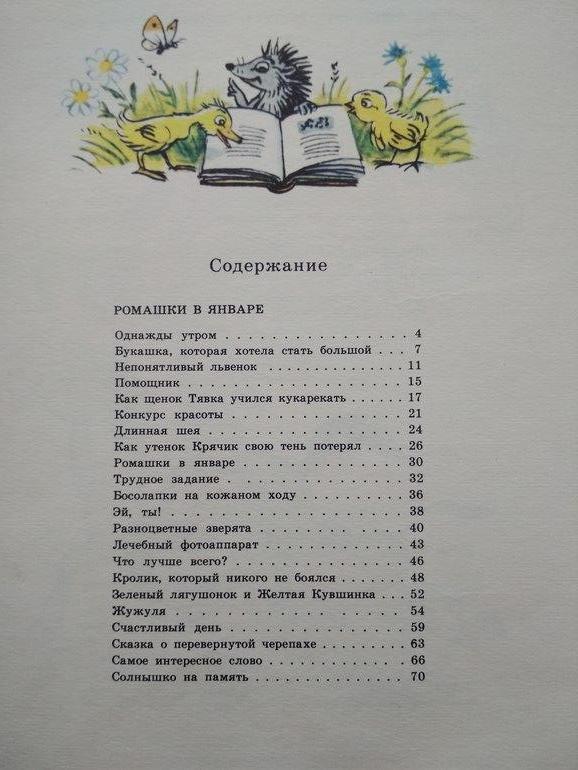 Содержание
РОМАШКИ В ЯНВАРЕ
Однажды утром . . . . . . . . . . . . . . . . 4
Букашка, которая хотела стать большой . . . 7
Непонятливый львенок . . . . . . . . . . . . . . 11
Помощник . . . . . . . . . . . . . . . . . . . 15
Как щенок Тявка учился кукарекать . . . . . . 17
Конкурс красоты . . . . . . . . . . . . . . . . 21
Длинная шея . . . . . . . . . . . . . . . . . . 24
Как утенок Крячик свою тень потерял . . . . 26
Ромашки в январе . . . . . . . . . . . . . . . 30
Трудное задание . . . . . . . . . . . . . . . . 32
Босолапки на кожаном ходу . . . . . . . . . . 36
Эй, ты! . . . . . . . . . . . . . . . . . . . . . 38
Разноцветные зверята . . . . . . . . . . . . . 40
Лечебный фотоаппарат . . . . . . . . . . . . . 43
Что лучше всего? . . . . . . . . . . . . . . . 46
Кролик, который никого не боялся . . . . . . 48
Зеленый лягушонок и Желтая Кувшинка . . . 52
Жужуля . . . . . . . . . . . . . . . . . . . . 54
Счастливый день . . . . . . . . . . . . . . . . 59
Сказка о перевернутой черепахе . . . . . . . . 63
Самое интересное слово . . . . . . . . . . . . 66
Солнышко на память . . . . . . . . . . . . . . 70